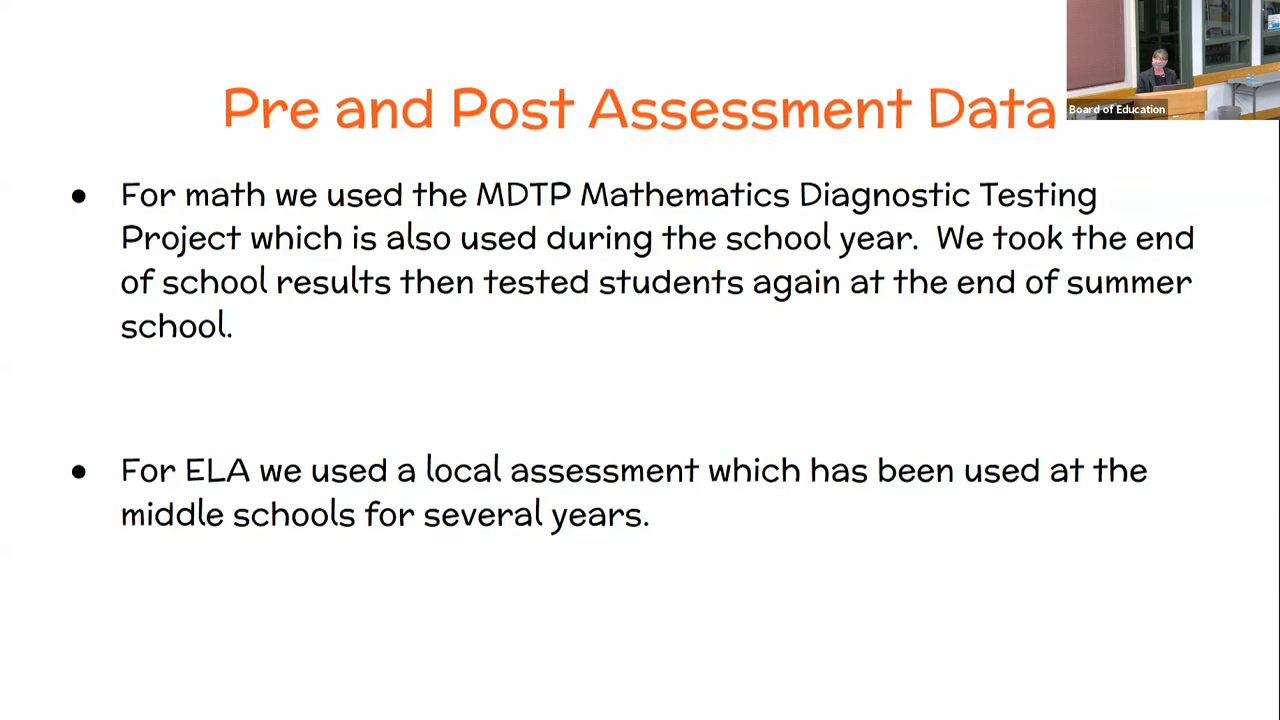 Pre and Post Assessment Data
Board of Education
● For math we used the MDTP Mathematics Diagnostic Testing
Project which is also used during the school year. We took the end
of school results then tested students again at the end of summer
school.
● For ELA we used a local assessment which has been used at the
middle schools for several years.